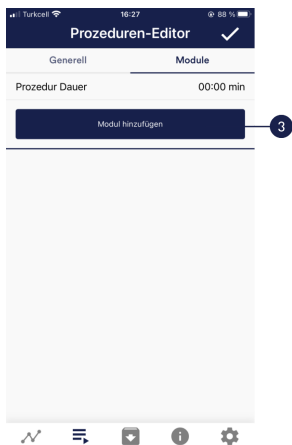 Turkcell 16:27 88 %
Prozeduren-Editor
Generell Module
Prozedur Dauer 00:00 min
Modul hinzufügen
3